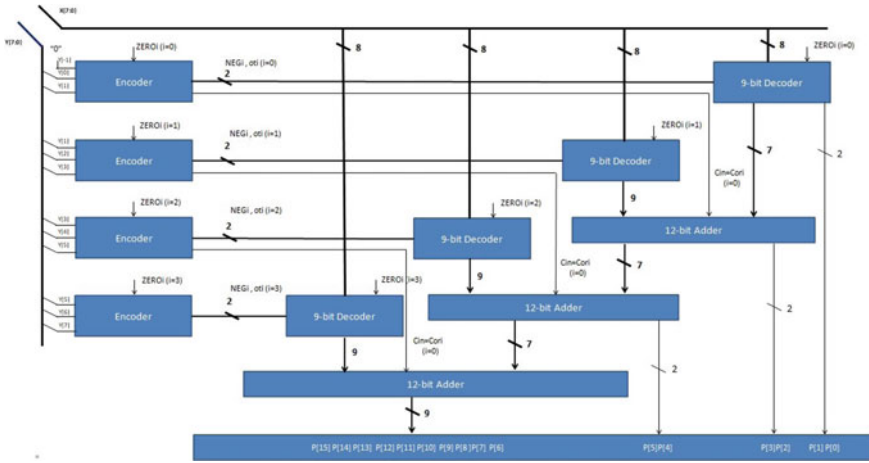 X[7:0]
Y[7:0]
"0"
ZEROi (i=0)
8
8
8
8
ZEROi (i=0)
Y[-1]
Y[0]
Y[1]
Encoder
NEGi , oti (i=0)
2
9-bit Decoder
ZEROi (i=1)
Y[1]
Y[2]
Y[3]
Encoder
NEGi , oti (i=1)
2
ZEROi (i=1)
9-bit Decoder
7
2
Cin=Cori
(i=0)
9
ZEROi (i=2)
Y[3]
Y[4]
Y[5]
Encoder
NEGi , oti (i=2)
2
ZEROi (i=2)
9-bit Decoder
12-bit Adder
Cin=Cori
(i=0)
9
7
ZEROi (i=3)
Y[5]
Y[6]
Y[7]
Encoder
NEGi , oti (i=3)
2
ZEROi (i=3)
9-bit Decoder
12-bit Adder
2
Cin=Cori
(i=0)
9
7
2
12-bit Adder
9
P[15] P[14] P[13] P[12] P[11] P[10] P[9] P[8] P[7] P[6] P[5]P[4] P[3]P[2] P[1] P[0]